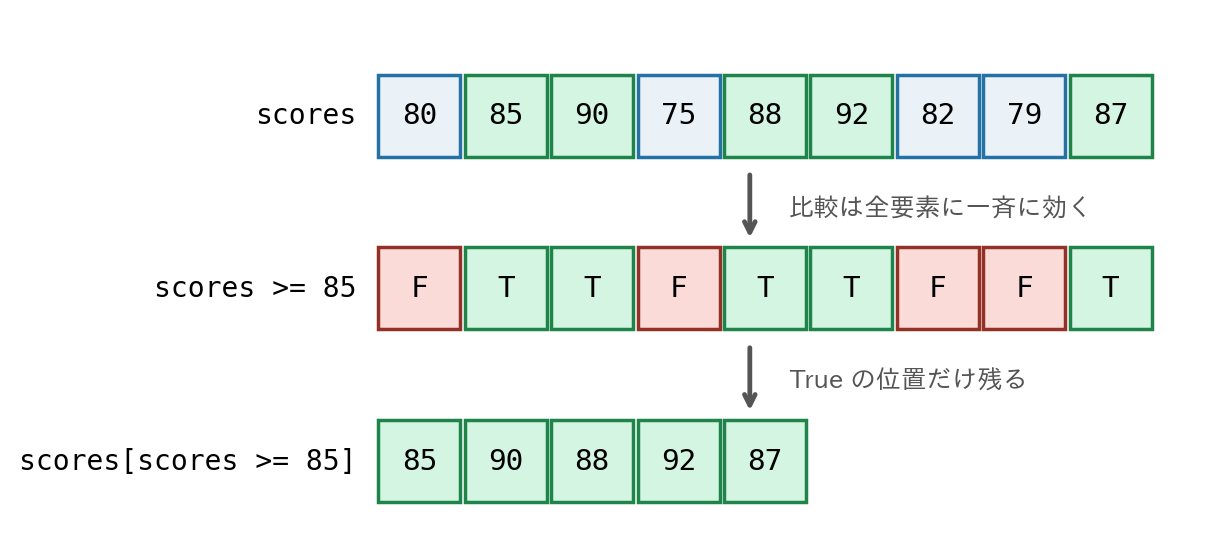 scores 80 85 90 75 88 92 82 79 87
比較は全要素に一斉に効く
scores >= 85 F T T F T T F F T
True の位置だけ残る
scores[scores >= 85] 85 90 88 92 87